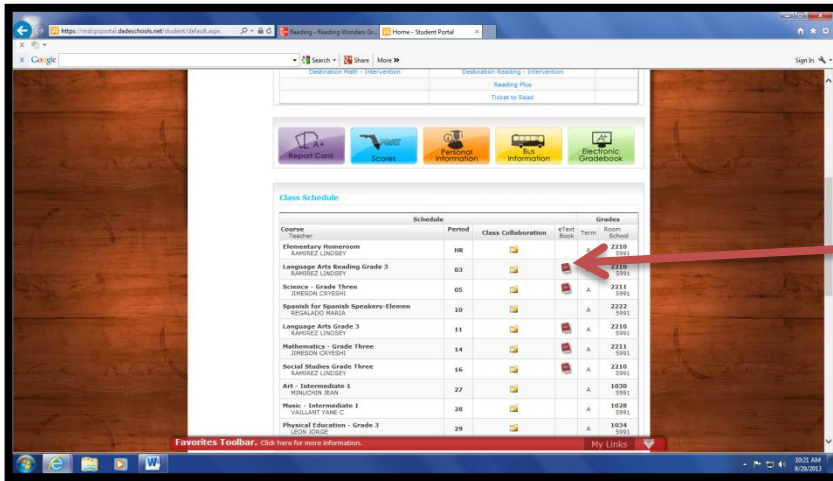 https://mdcpsportal.dadeschools.net/student/default.aspx
Reading - Reading Wonders Gr...
Home - Student Portal
Google
Search
Share
More »
Sign In
Destination Math - Intervention
Destination Reading - Intervention
Reading Plus
Ticket to Read
A+
Report Card
FCAT
Scores
Personal
Information
Bus
Information
A+
Electronic
Gradebook
Class Schedule
Schedule Grades
Course Period Class Collaboration eText Book Term Room
Teacher School
Elementary Homeroom HR A 2210
RAMIREZ LINDSEY 5991
Language Arts Reading Grade 3 03 2210
RAMIREZ LINDSEY 5991
Science - Grade Three 05 A 2211
JIMESON CRYESHI 5991
Spanish for Spanish Speakers-Elemen 10 A 2222
REGALADO MARIA 5991
Language Arts Grade 3 11 A 2210
RAMIREZ LINDSEY 5991
Mathematics - Grade Three 14 A 2211
JIMESON CRYESHI 5991
Social Studies Grade Three 16 A 2210
RAMIREZ LINDSEY 5991
Art - Intermediate 1 27 A 1030
MINUCHIN JEAN 5991
Music - Intermediate 1 28 A 1028
VAILLANT YANE C 5991
Physical Education - Grade 3 29 A 1034
LEON JORGE 5991
Favorites Toolbar. Click here for more information. My Links
10:21 AM
8/29/2013